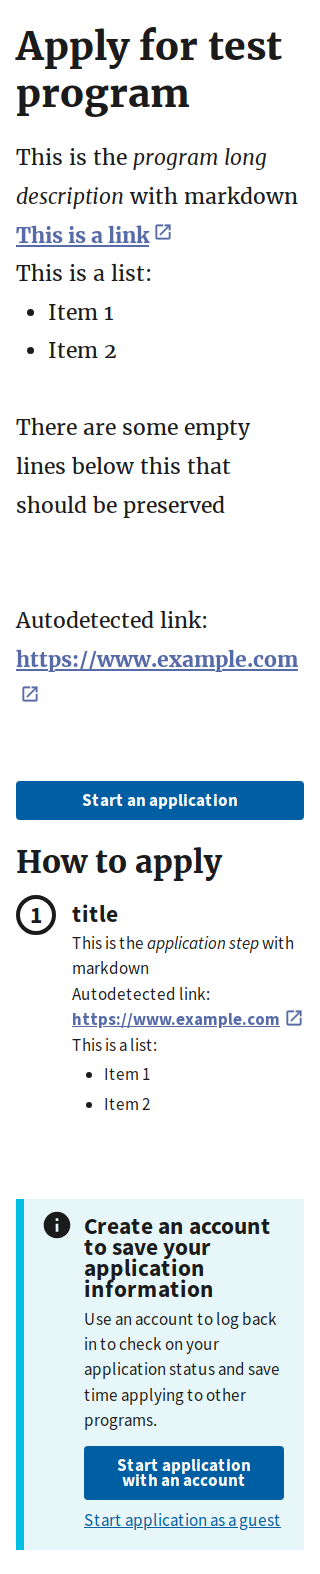 Apply for test
program
This is the program long
description with markdown
This is a link
This is a list:
• Item 1
• Item 2
There are some empty
lines below this that
should be preserved
Autodetected link:
https://www.example.com
Start an application
How to apply
1 title
This is the application step with
markdown
Autodetected link:
https://www.example.com
This is a list:
• Item 1
• Item 2
Create an account
to save your
application
information
Use an account to log back
in to check on your
application status and save
time applying to other
programs.
Start application
with an account
Start application as a guest